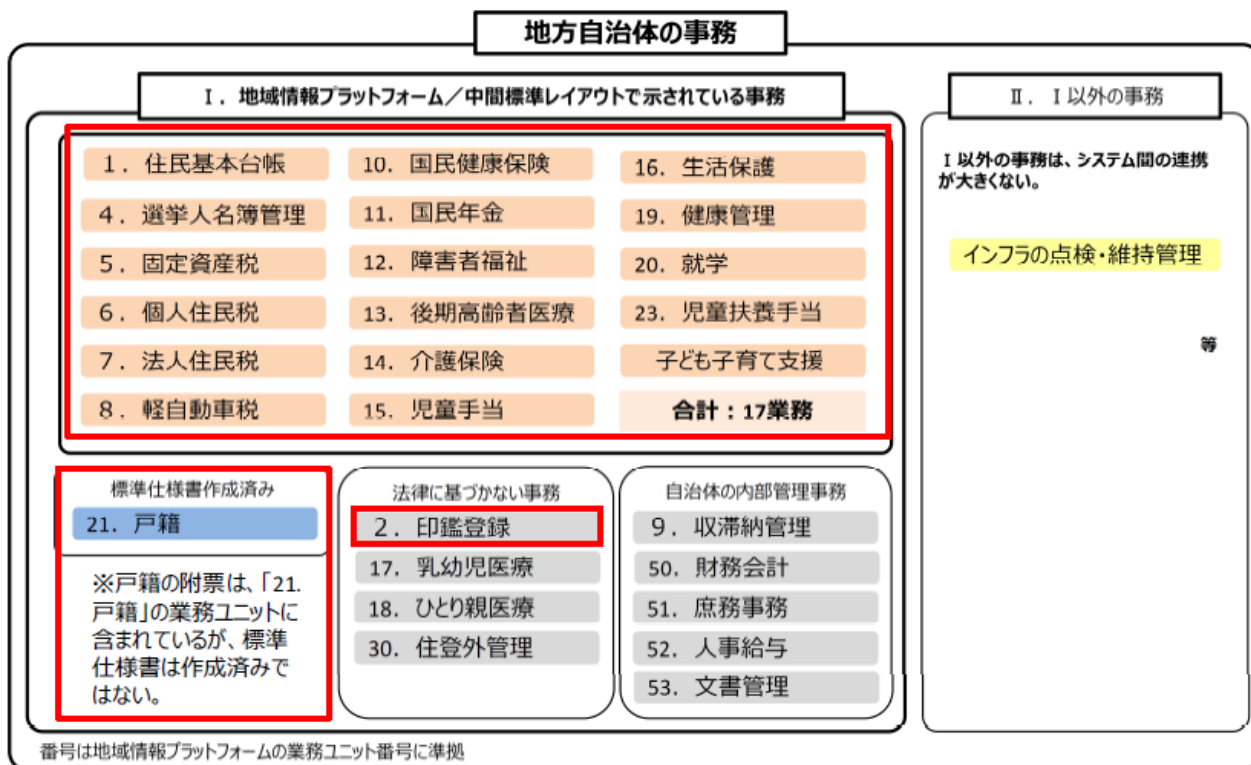 地方自治体の事務
Ⅰ．地域情報プラットフォーム／中間標準レイアウトで示されている事務
1．住民基本台帳
4．選挙人名簿管理
5．固定資産税
6．個人住民税
7．法人住民税
8．軽自動車税
10．国民健康保険
11．国民年金
12．障害者福祉
13．後期高齢者医療
14．介護保険
15．児童手当
16．生活保護
19．健康管理
20．就学
23．児童扶養手当
子ども子育て支援
合計：17業務
標準仕様書作成済み
21．戸籍
※戸籍の附票は、「21.
戸籍」の業務ユニットに
含まれているが、標準
仕様書は作成済みで
はない。
法律に基づかない事務
2．印鑑登録
17．乳幼児医療
18．ひとり親医療
30．住登外管理
自治体の内部管理事務
9．収滞納管理
50．財務会計
51．庶務事務
52．人事給与
53．文書管理
Ⅱ．Ⅰ以外の事務
Ⅰ以外の事務は、システム間の連携
が大きくない。
インフラの点検・維持管理
等
番号は地域情報プラットフォームの業務ユニット番号に準拠